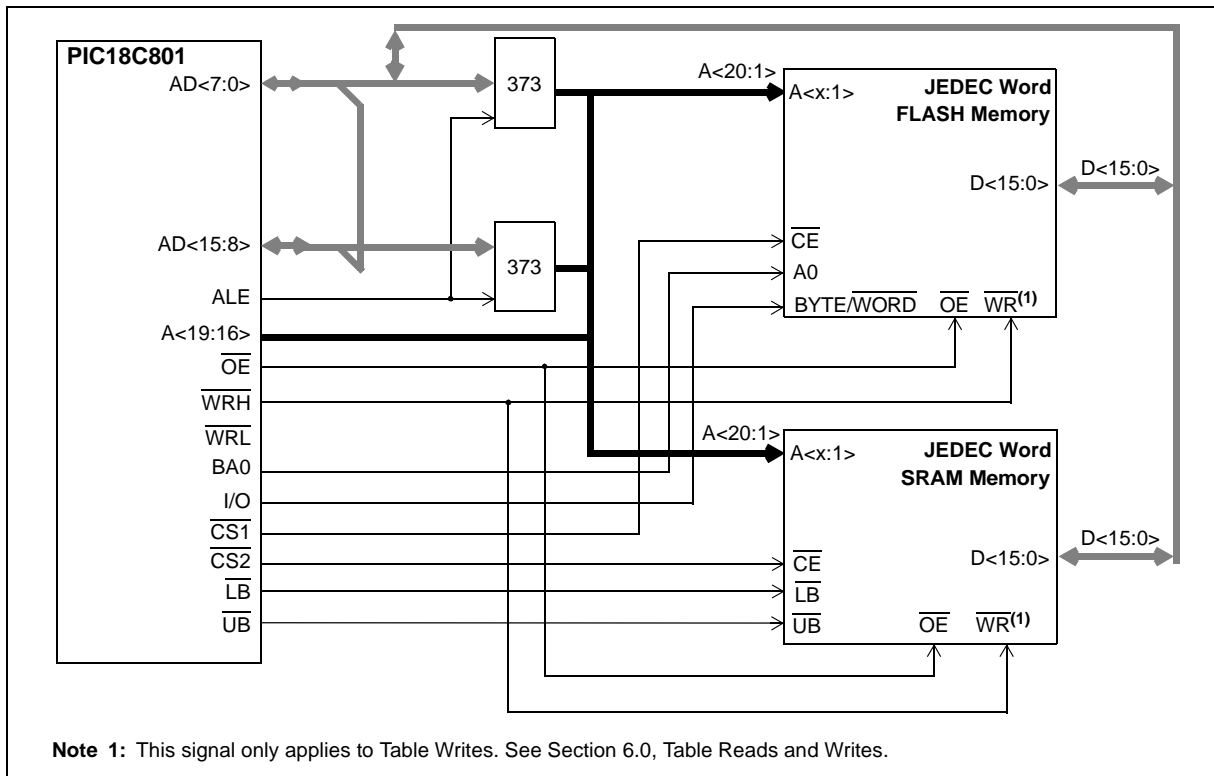 PIC18C801
AD<7:0>
AD<15:8>
ALE
A<19:16>
OE
WRH
WRL
BA0
I/O
CS1
CS2
LB
UB
373
373
A<20:1>
A<x:1>
JEDEC Word
FLASH Memory
D<15:0>
D<15:0>
CE
A0
BYTE/WORD OE WR(1)
A<20:1>
A<x:1>
JEDEC Word
SRAM Memory
D<15:0>
D<15:0>
CE
LB
UB OE WR(1)
Note 1: This signal only applies to Table Writes. See Section 6.0, Table Reads and Writes.